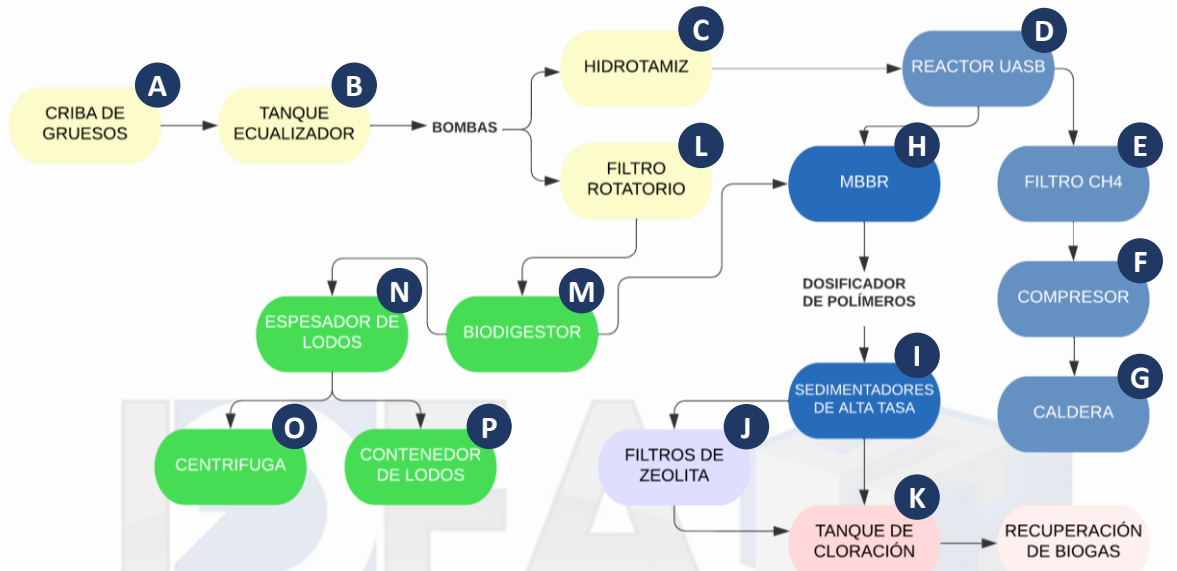 A
CRIBA DE
GRUESOS
B
TANQUE
ECUALIZADOR
BOMBAS
C
HIDROTAMIZ
D
REACTOR UASB
L
FILTRO
ROTATORIO
H
MBBR
E
FILTRO CH4
F
COMPRESOR
G
CALDERA
DOSIFICADOR
DE POLÍMEROS
N
ESPESADOR DE
LODOS
M
BIODIGESTOR
I
SEDIMENTADORES
DE ALTA TASA
O
CENTRIFUGA
P
CONTENEDOR
DE LODOS
J
FILTROS DE
ZEOLITA
K
TANQUE DE
CLORACIÓN
RECUPERACIÓN
DE BIOGAS